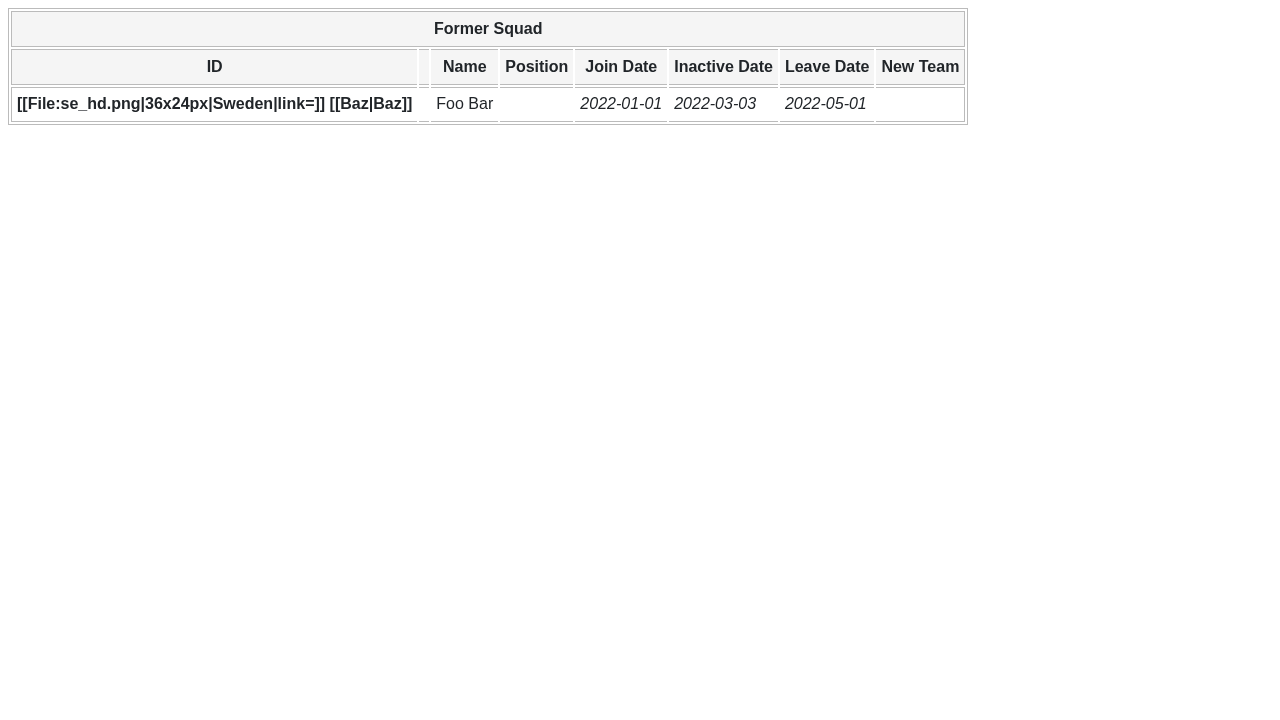 Former Squad
ID Name Position Join Date Inactive Date Leave Date New Team
[[File:se_hd.png|36x24px|Sweden|link=]] [[Baz|Baz]] Foo Bar 2022-01-01 2022-03-03 2022-05-01